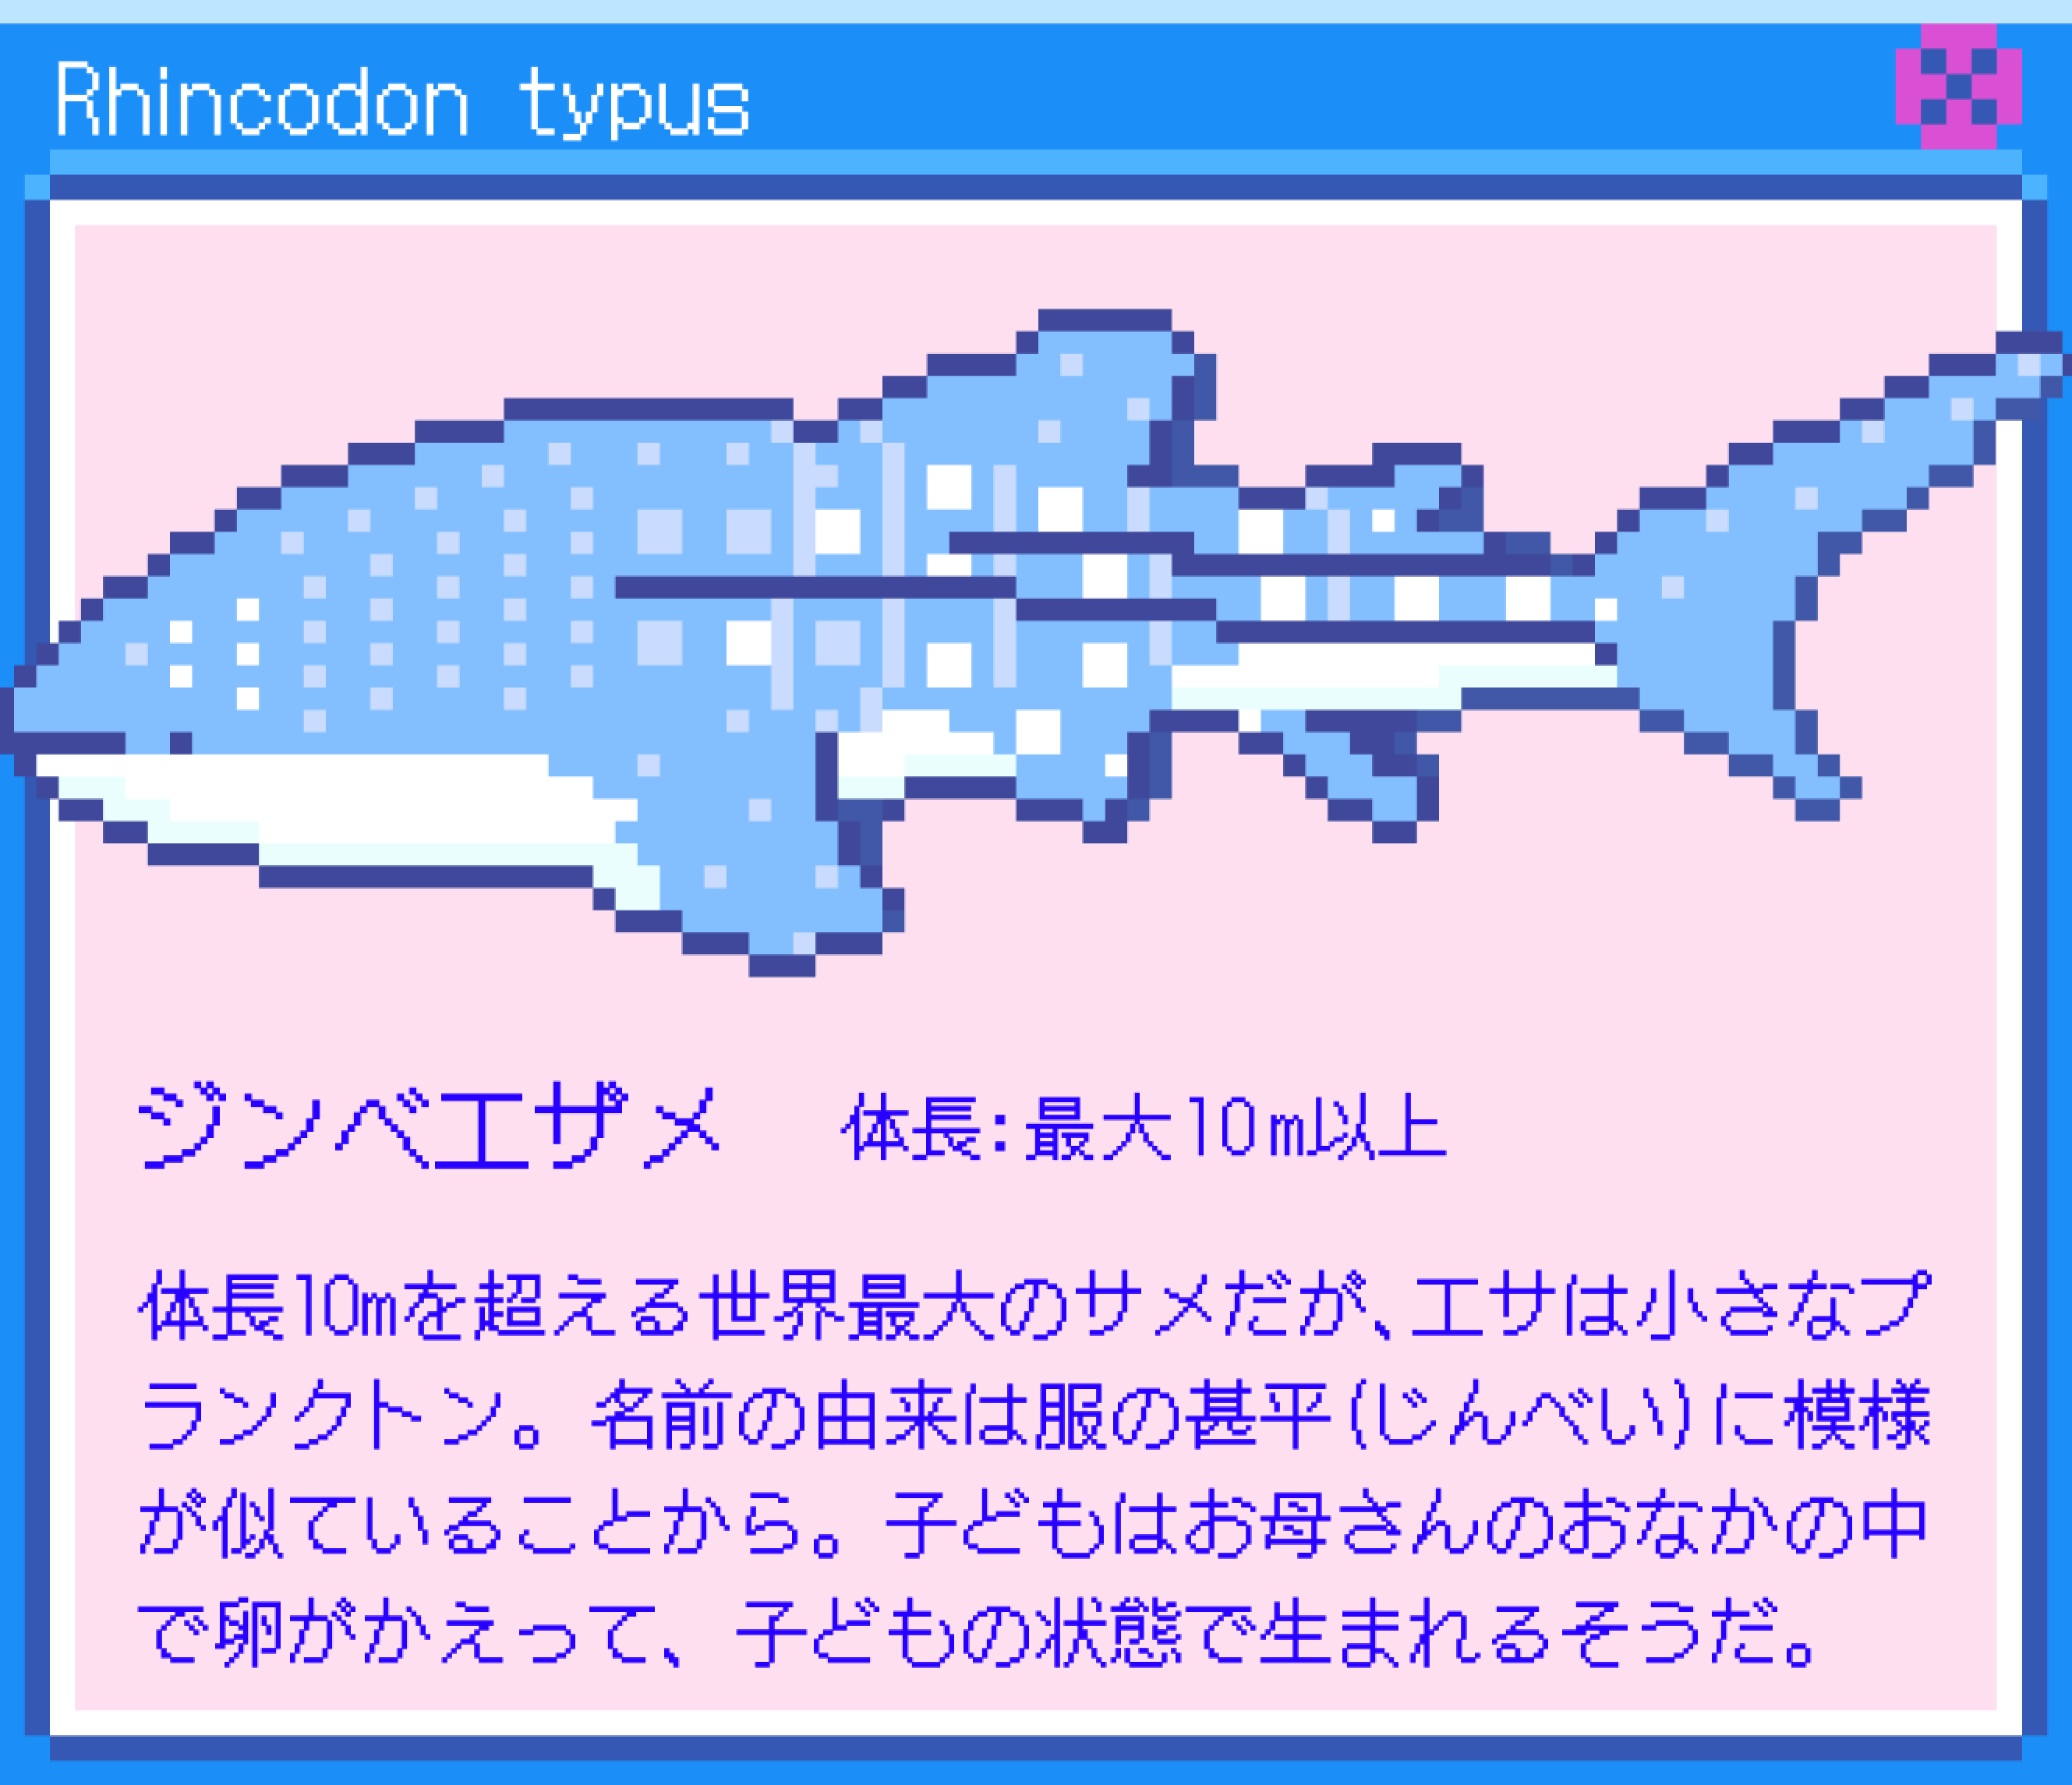 Rhincodon typus
ジンベエザメ 体長:最大10m以上
体長10mを超える世界最大のサメだが、エサは小さなプ
ランクトン。名前の由来は服の甚平(じんべい)に模様
が似ていることから。子どもはお母さんのおなかの中
で卵がかえって、子どもの状態で生まれるそうだ。